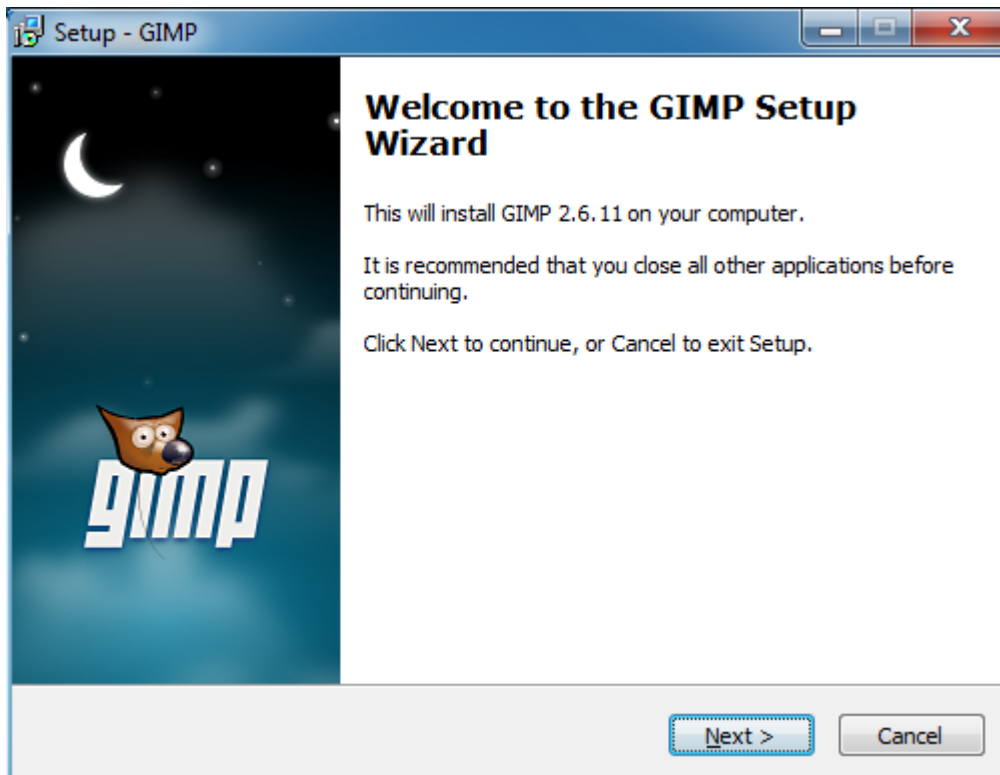 Setup - GIMP
Welcome to the GIMP Setup
Wizard
This will install GIMP 2.6.11 on your computer.
It is recommended that you close all other applications before
continuing.
Click Next to continue, or Cancel to exit Setup.
gimp
Next >
Cancel